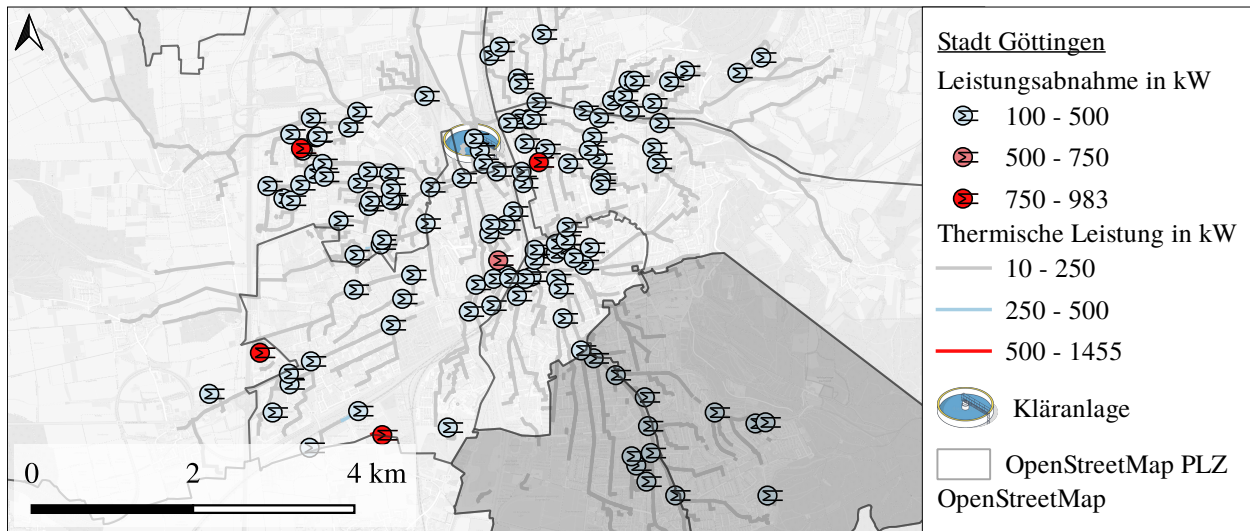 Stadt Göttingen
Leistungsabnahme in kW
100 - 500
500 - 750
750 - 983
Thermische Leistung in kW
10 - 250
250 - 500
500 - 1455
Kläranlage
OpenStreetMap PLZ
OpenStreetMap
0 2 4 km